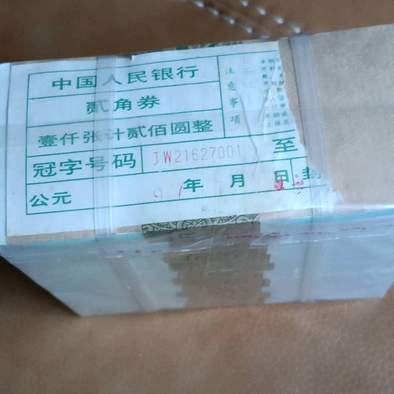 中国人民银行
贰角券
壹仟张计贰佰圆整
冠字号码 JW21627001 至
公元 年 月 日 封
注意事项